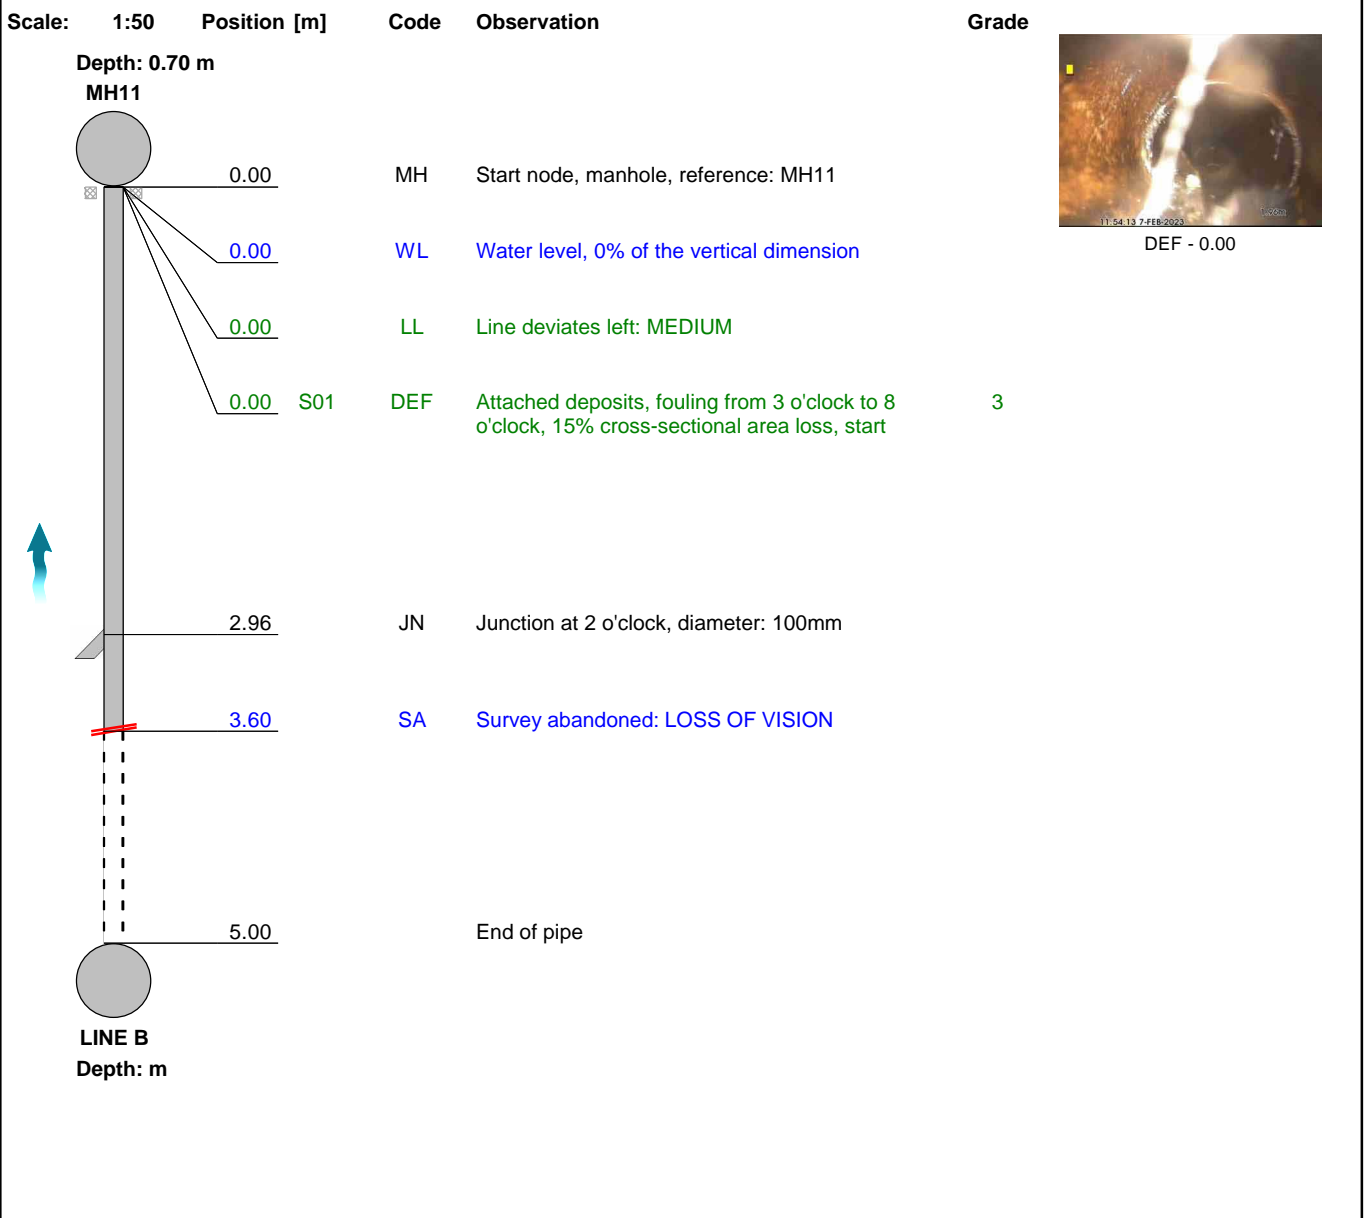 Scale: 1:50 Position [m] Code Observation Grade
Depth: 0.70 m
MH11
0.00 MH Start node, manhole, reference: MH11
0.00 WL Water level, 0% of the vertical dimension
0.00 LL Line deviates left: MEDIUM
0.00 S01 DEF Attached deposits, fouling from 3 o'clock to 8 3
o'clock, 15% cross-sectional area loss, start
2.96 JN Junction at 2 o'clock, diameter: 100mm
3.60 SA Survey abandoned: LOSS OF VISION
5.00 End of pipe
LINE B
Depth: m
11:54:13 7-FEB-2023
DEF - 0.00